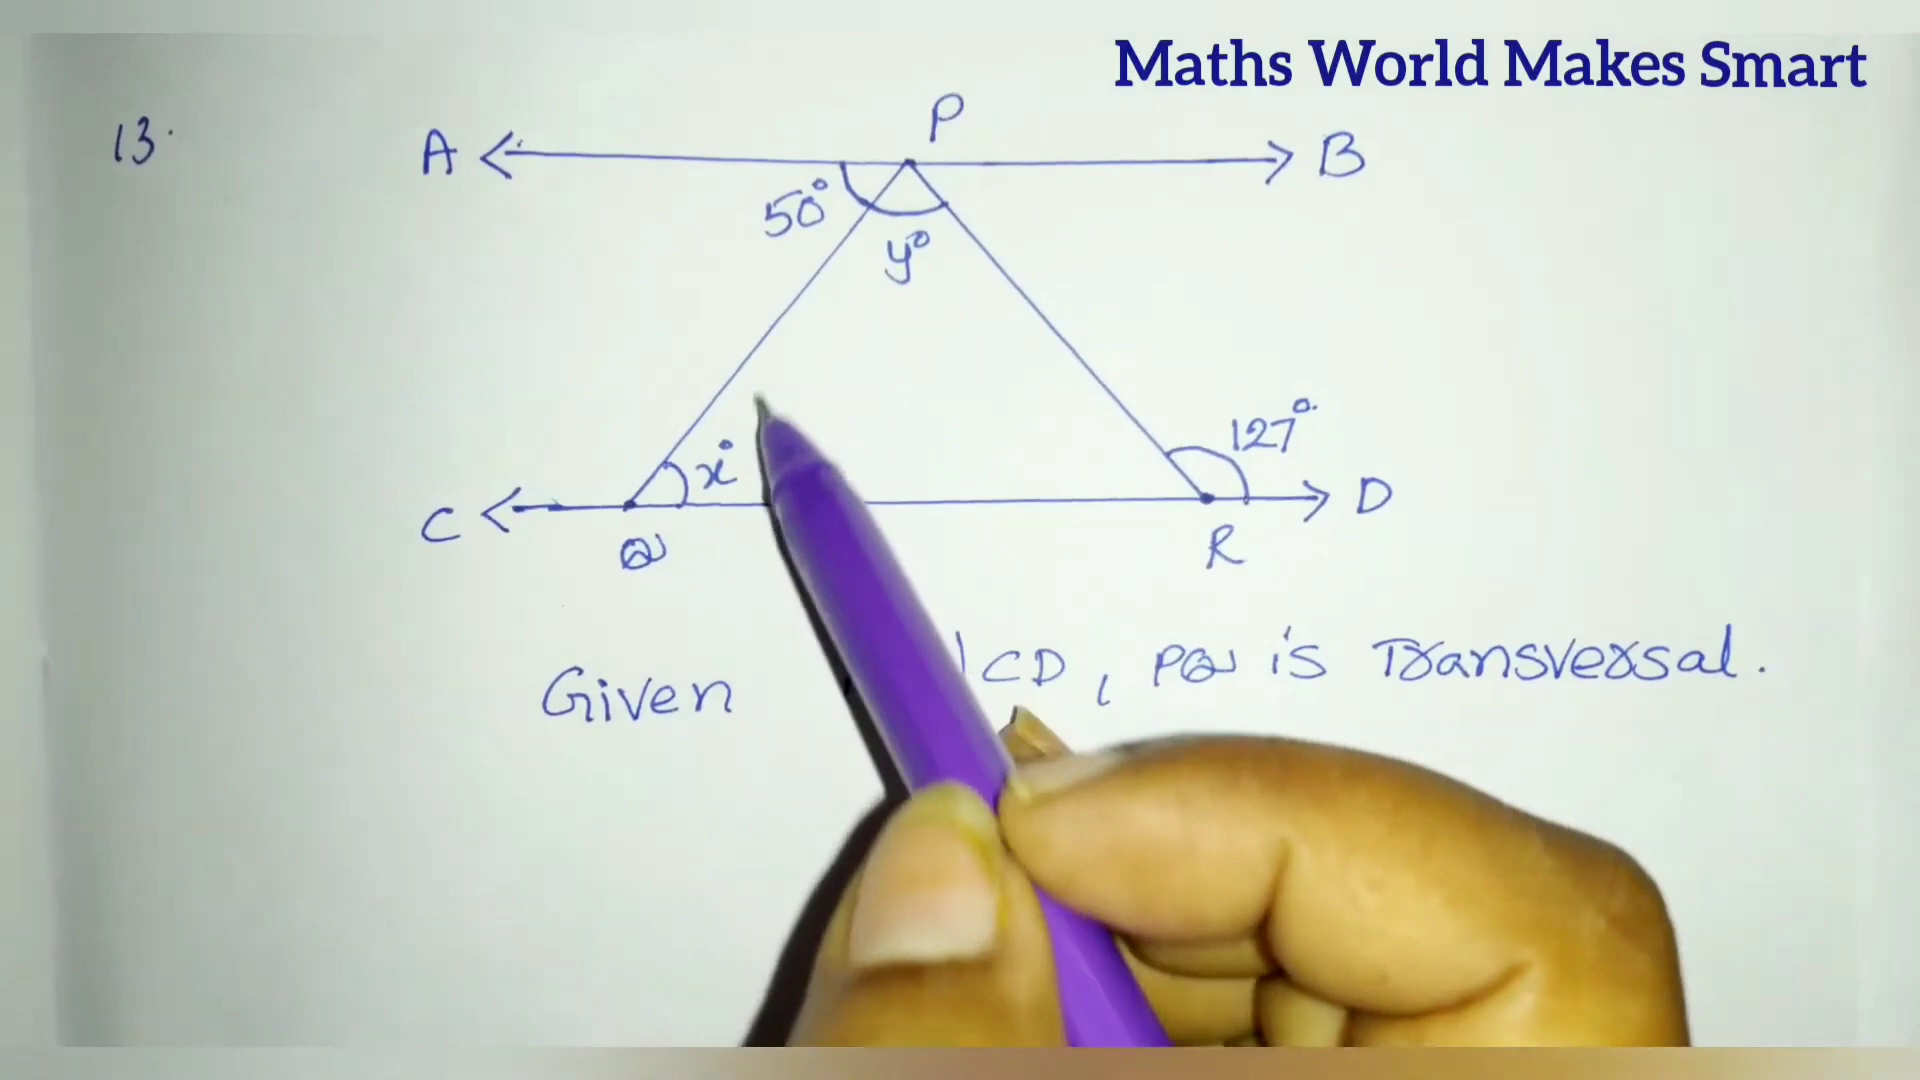 Maths World Makes Smart
13.
A P B
50° y°
x° 127°
C Q R D
Given CD, PQ is Transversal.